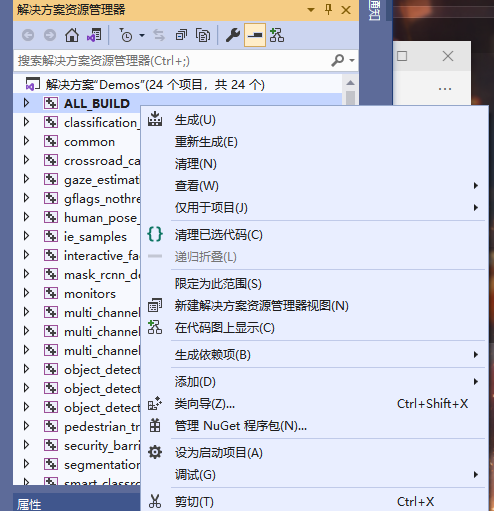 解决方案资源管理器
搜索解决方案资源管理器(Ctrl+;)
解决方案"Demos"(24 个项目，共 24 个)
ALL_BUILD
classification_
common
crossroad_ca
gaze_estimat
gflags_nothre
human_pose_
ie_samples
interactive_fa
mask_rcnn_de
monitors
multi_channel
multi_channel
multi_channel
object_detect
object_detect
object_detect
pedestrian_tr
security_barri
segmentation
smart_classro
属性
生成(U)
重新生成(E)
清理(N)
查看(W)
仅用于项目(J)
清理已选代码(C)
递归折叠(L)
限定为此范围(S)
新建解决方案资源管理器视图(N)
在代码图上显示(C)
生成依赖项(B)
添加(D)
类向导(Z)... Ctrl+Shift+X
管理 NuGet 程序包(N)...
设为启动项目(A)
调试(G)
剪切(T) Ctrl+X
通知